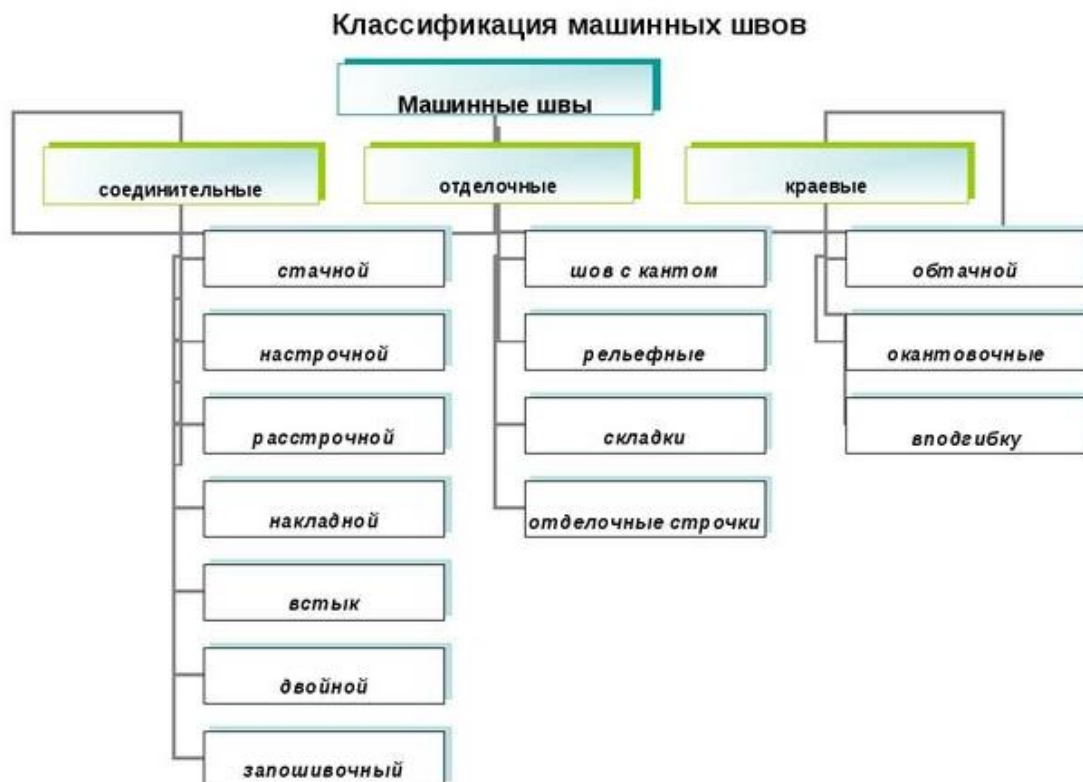 Классификация машинных швов
Машинные швы
соединительные
отделочные
краевые
стачной
настрочной
расстрочной
накладной
встык
двойной
запошивочный
шов с кантом
рельефные
складки
отделочные строчки
обтачной
окантовочные
вподгибку